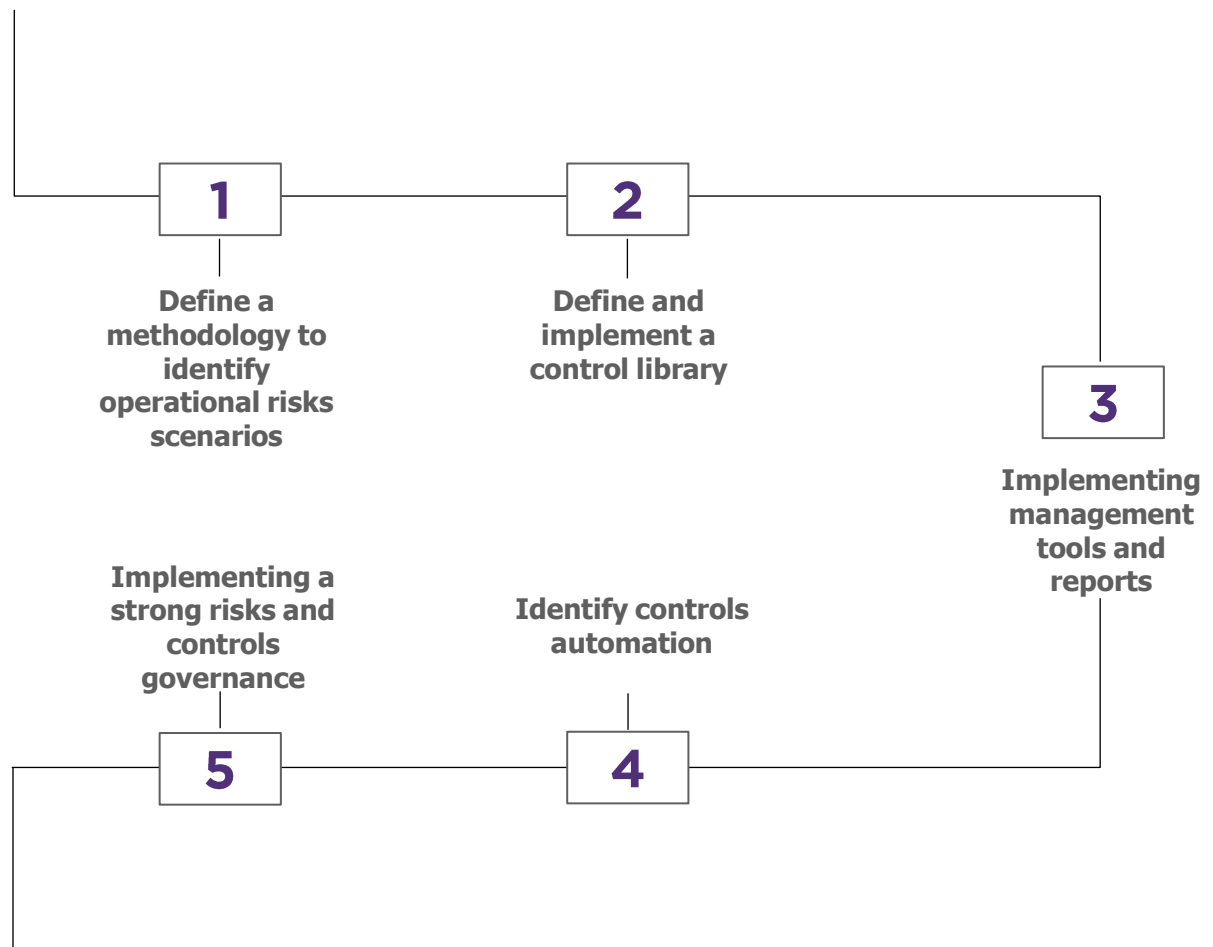 1
Define a
methodology to
identify
operational risks
scenarios
2
Define and
implement a
control library
3
Implementing
management
tools and
reports
Identify controls
automation
4
Implementing a
strong risks and
controls
governance
5